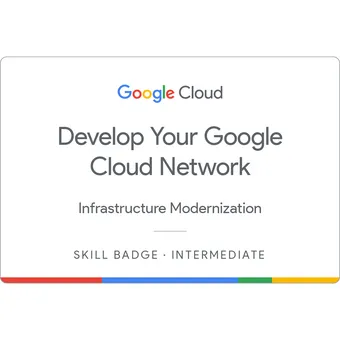 Google Cloud
Develop Your Google
Cloud Network
Infrastructure Modernization
SKILL BADGE · INTERMEDIATE